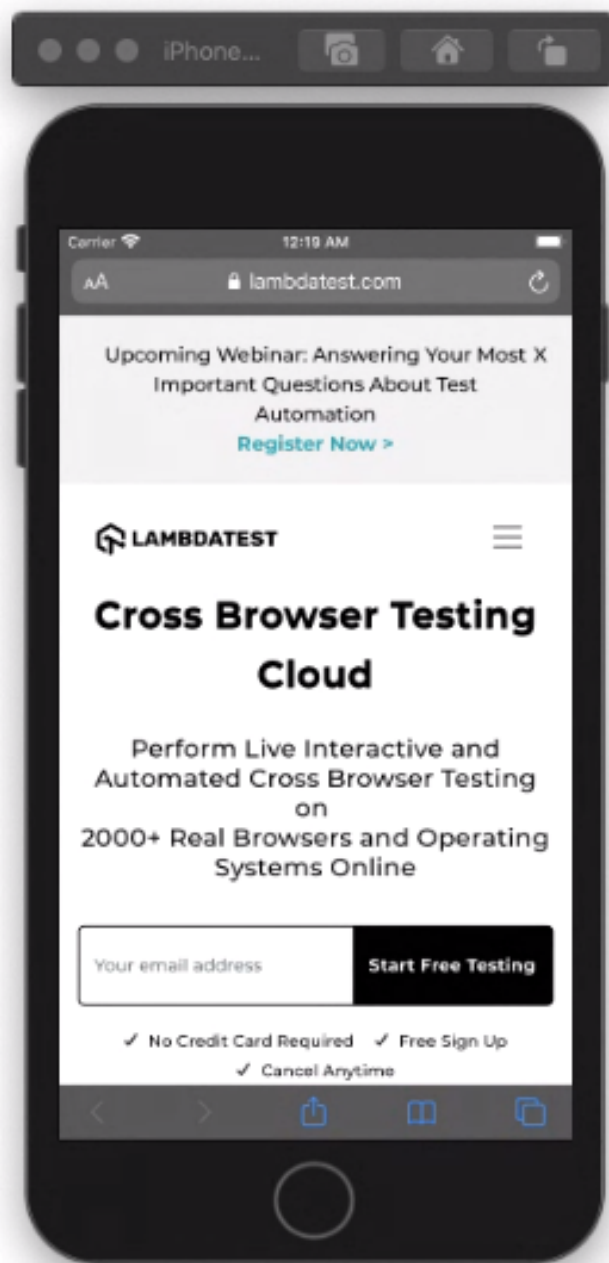 iPhone...
Carrier 12:19 AM
AA lambdatest.com
Upcoming Webinar: Answering Your Most X
Important Questions About Test
Automation
Register Now >
LAMBDATEST
Cross Browser Testing
Cloud
Perform Live Interactive and
Automated Cross Browser Testing
on
2000+ Real Browsers and Operating
Systems Online
Your email address Start Free Testing
✓ No Credit Card Required ✓ Free Sign Up
✓ Cancel Anytime